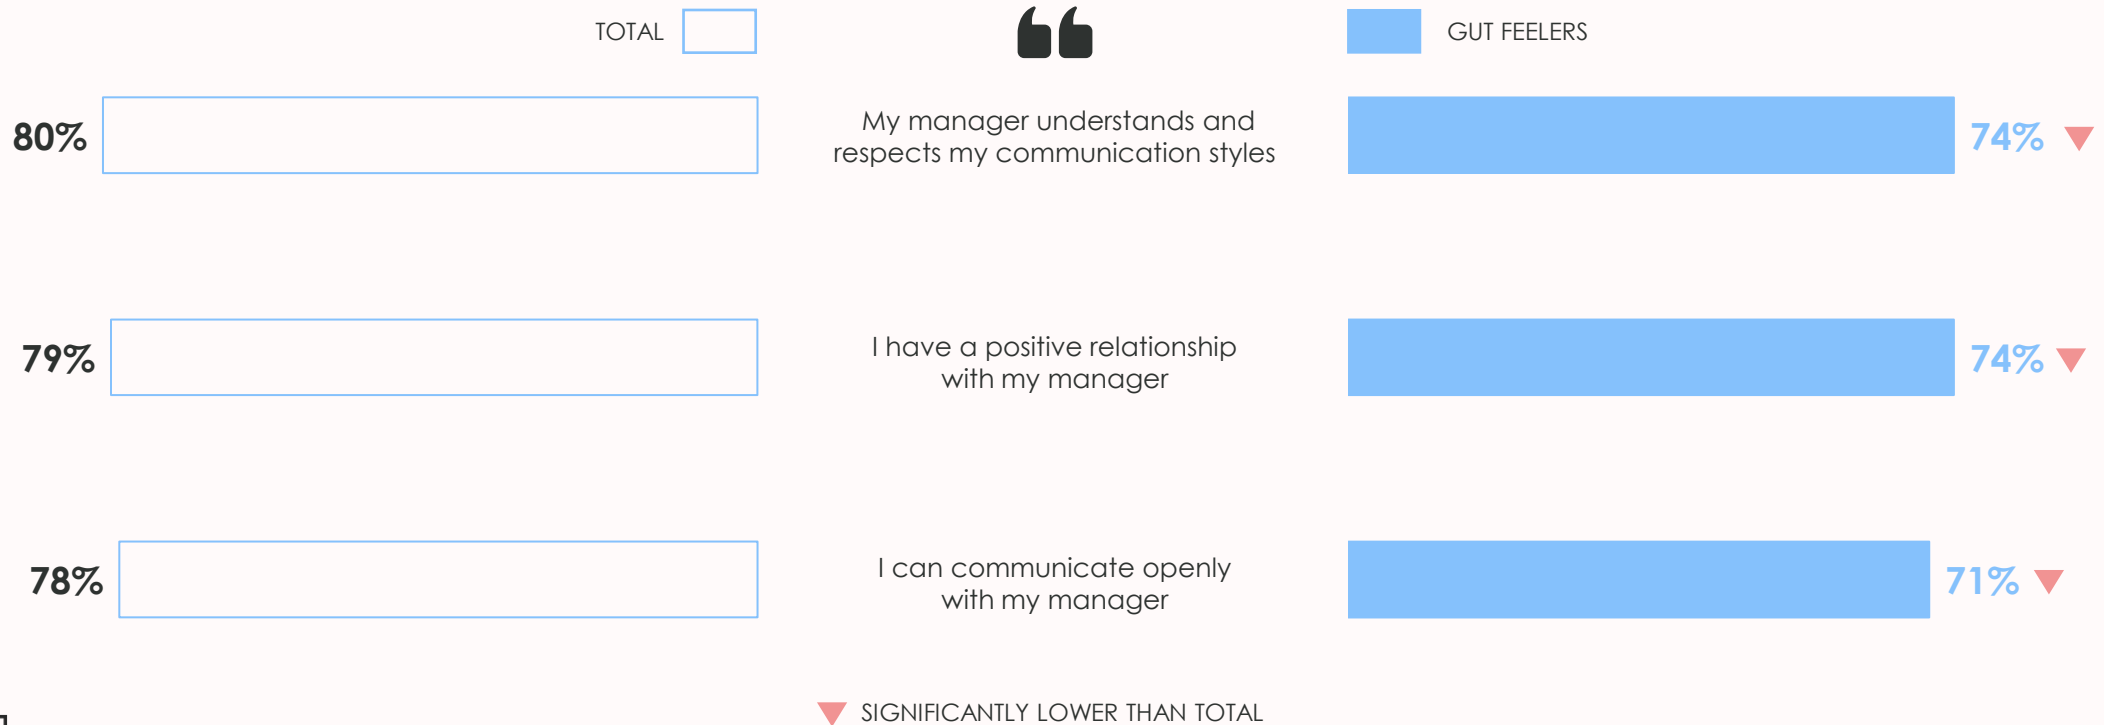 TOTAL
GUT FEELERS
80%
My manager understands and
respects my communication styles
74%
79%
I have a positive relationship
with my manager
74%
78%
I can communicate openly
with my manager
71%
SIGNIFICANTLY LOWER THAN TOTAL